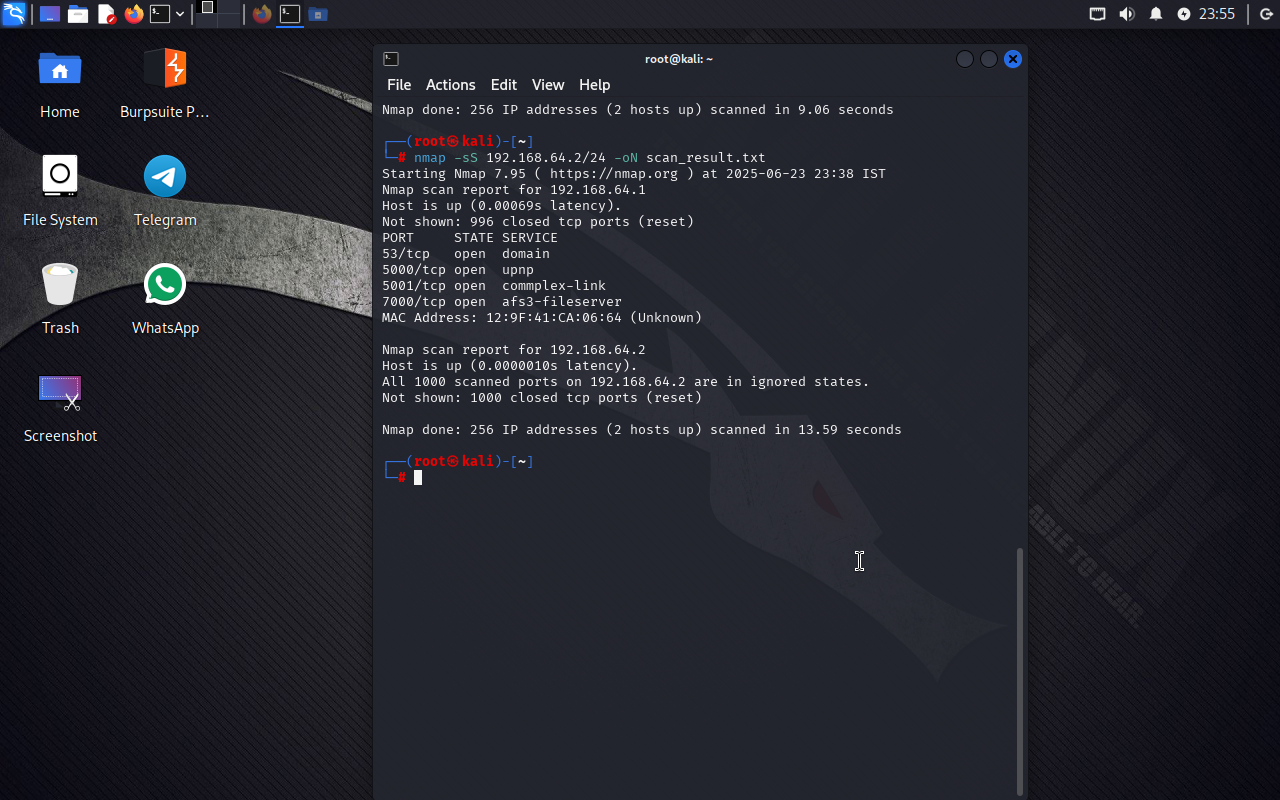 23:55
Home
Burpsuite P...
File System
Telegram
Trash
WhatsApp
Screenshot
root@kali: ~
File Actions Edit View Help
Nmap done: 256 IP addresses (2 hosts up) scanned in 9.06 seconds
┌──(root㉿kali)-[~]
└─# nmap -sS 192.168.64.2/24 -oN scan_result.txt
Starting Nmap 7.95 ( https://nmap.org ) at 2025-06-23 23:38 IST
Nmap scan report for 192.168.64.1
Host is up (0.00069s latency).
Not shown: 996 closed tcp ports (reset)
PORT     STATE SERVICE
53/tcp   open  domain
5000/tcp open  upnp
5001/tcp open  commplex-link
7000/tcp open  afs3-fileserver
MAC Address: 12:9F:41:CA:06:64 (Unknown)
Nmap scan report for 192.168.64.2
Host is up (0.0000010s latency).
All 1000 scanned ports on 192.168.64.2 are in ignored states.
Not shown: 1000 closed tcp ports (reset)
Nmap done: 256 IP addresses (2 hosts up) scanned in 13.59 seconds
┌──(root㉿kali)-[~]
└─#
ABLE TO HEAR.